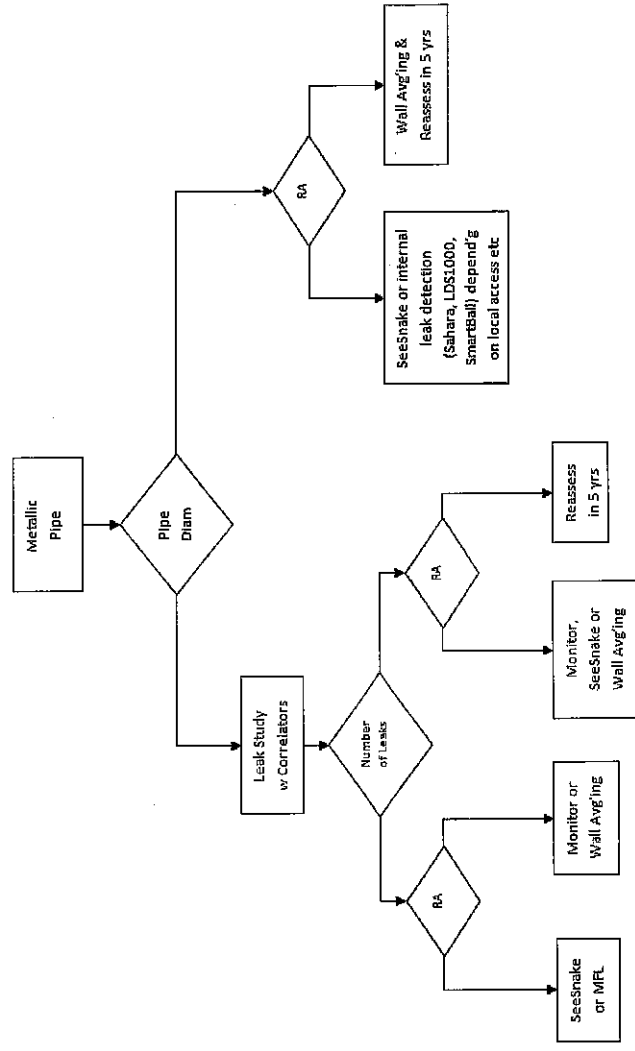 Metallic
Pipe
Pipe
Diam
Leak Study
w Correlators
RA
Number
of Leaks
SeeSnake or internal
leak detection
(Sahara, LDS1000,
SmartBall) depend'g
on local access etc
Wall Avg'ing &
Reassess in 5 yrs
RA
RA
SeeSnake
or MFL
Monitor or
Wall Avg'ing
Monitor,
SeeSnake or
Wall Avg'ing
Reassess
in 5 yrs